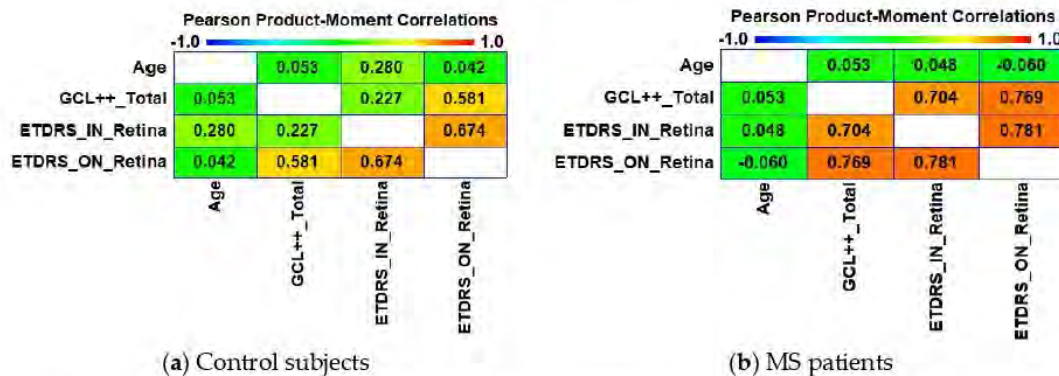 Pearson Product-Moment Correlations
-1.0 1.0
Age 0.053 0.280 0.042
GCL++_Total 0.053 0.227 0.581
ETDRS_IN_Retina 0.280 0.227 0.674
ETDRS_ON_Retina 0.042 0.581 0.674
Age
GCL++_Total
ETDRS_IN_Retina
ETDRS_ON_Retina
(a) Control subjects
Pearson Product-Moment Correlations
-1.0 1.0
Age 0.053 0.048 -0.060
GCL++_Total 0.053 0.704 0.769
ETDRS_IN_Retina 0.048 0.704 0.781
ETDRS_ON_Retina -0.060 0.769 0.781
Age
GCL++_Total
ETDRS_IN_Retina
ETDRS_ON_Retina
(b) MS patients